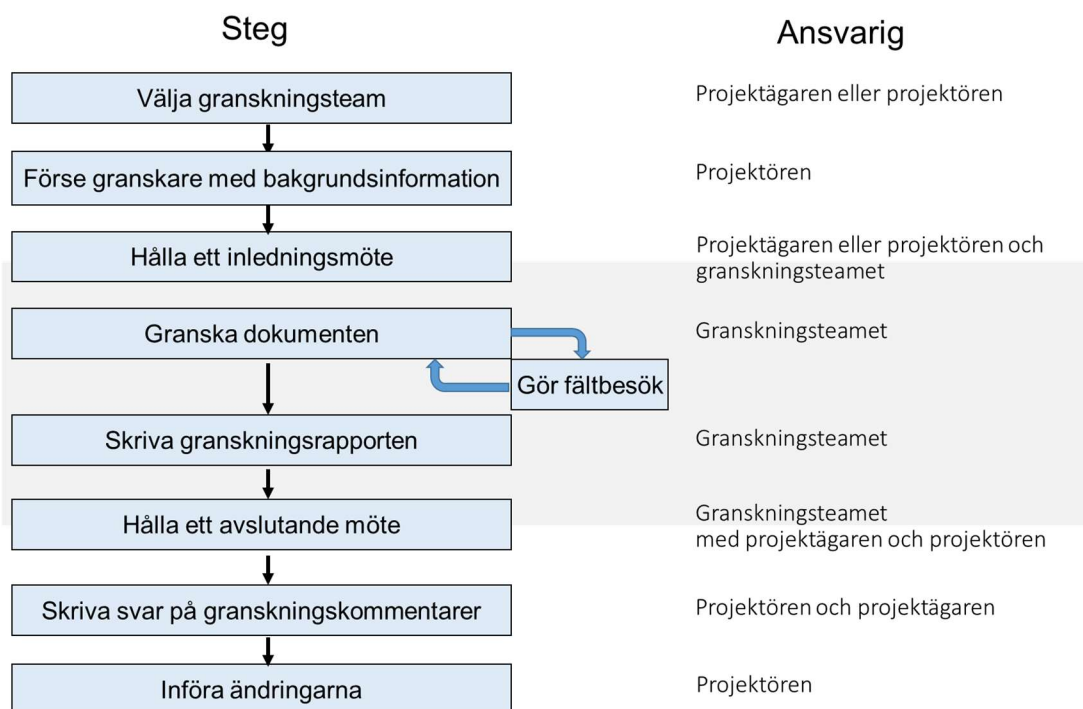 Steg
Ansvarig
Välja granskningsteam
Projektägaren eller projektören
Förse granskare med bakgrundsinformation
Projektören
Hålla ett inledningsmöte
Projektägaren eller projektören och
granskningsteamet
Granska dokumenten
Granskningsteamet
Gör fältbesök
Skriva granskningsrapporten
Granskningsteamet
Hålla ett avslutande möte
Granskningsteamet
med projektägaren och projektören
Skriva svar på granskningskommentarer
Projektören och projektägaren
Införa ändringarna
Projektören